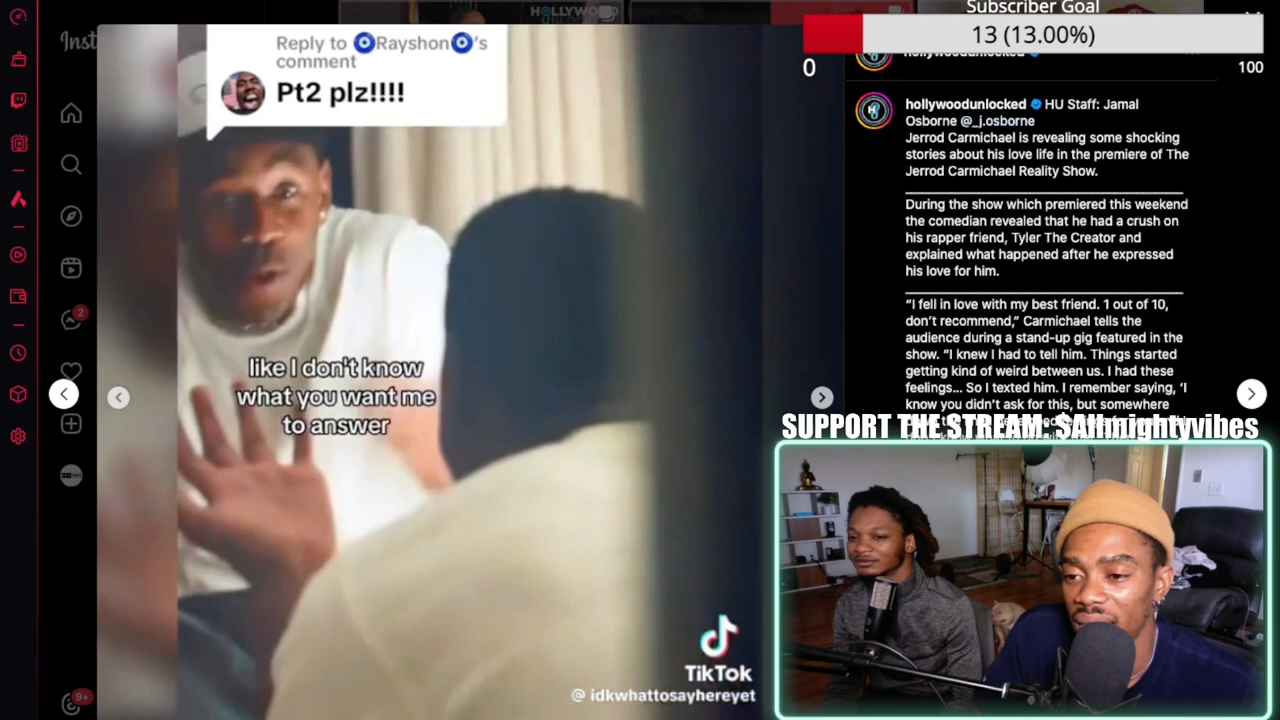 HOLLYWO
Inst
Reply to 🧿Rayshon🧿's
comment
Pt2 plz!!!!
like I don't know
what you want me
to answer
TikTok
@ idkwhattosayhereyet
2
9+
Subscriber Goal
13 (13.00%)
0
100
hollywoodunlocked
hollywoodunlocked HU Staff: Jamal
Osborne @_j.osborne
Jerrod Carmichael is revealing some shocking
stories about his love life in the premiere of The
Jerrod Carmichael Reality Show.
During the show which premiered this weekend
the comedian revealed that he had a crush on
his rapper friend, Tyler The Creator and
explained what happened after he expressed
his love for him.
“I fell in love with my best friend. 1 out of 10,
don’t recommend,” Carmichael tells the
audience during a stand-up gig featured in the
show. “I knew I had to tell him. Things started
getting kind of weird between us. I had these
feelings... So I texted him. I remember saying, ‘I
know you didn’t ask for this, but somewhere
SUPPORT THE STREAM: $AllmightyVibes